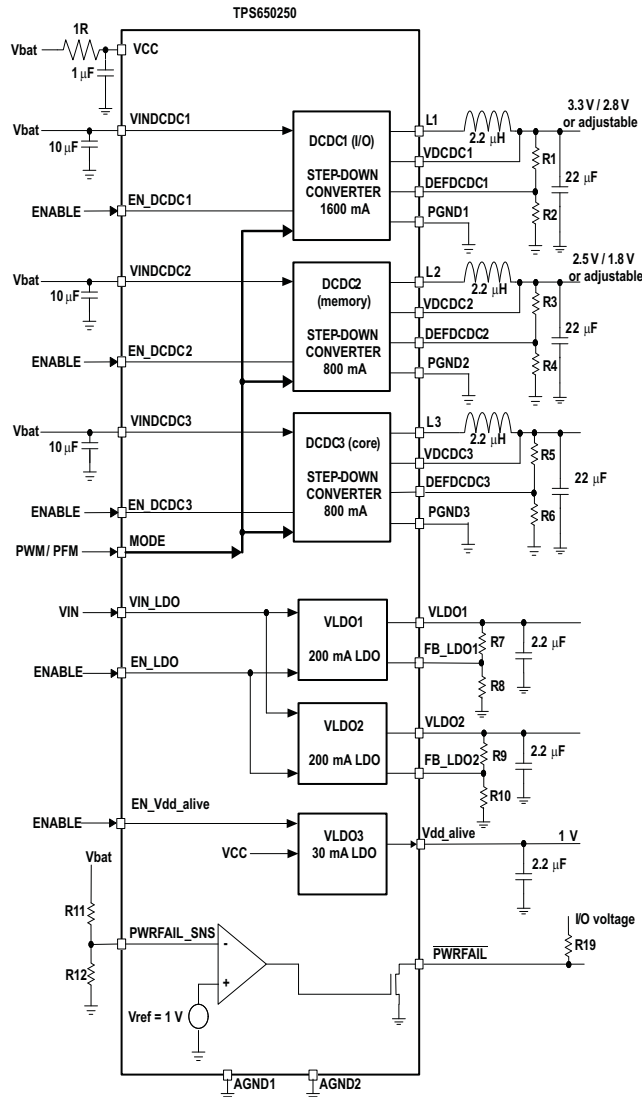 TPS650250
1R
Vbat
VCC
1 μF
Vbat
VINDCDC1
10 μF
ENABLE
EN_DCDC1
DCDC1 (I/O)
STEP-DOWN
CONVERTER
1600 mA
L1
2.2 μH
3.3 V / 2.8 V
or adjustable
VDCDC1
R1
DEFDCDC1
22 μF
R2
PGND1
Vbat
VINDCDC2
10 μF
ENABLE
EN_DCDC2
DCDC2
(memory)
STEP-DOWN
CONVERTER
800 mA
L2
2.2 μH
2.5 V / 1.8 V
or adjustable
VDCDC2
R3
DEFDCDC2
22 μF
R4
PGND2
Vbat
VINDCDC3
10 μF
ENABLE
EN_DCDC3
DCDC3 (core)
STEP-DOWN
CONVERTER
800 mA
L3
2.2 μH
VDCDC3
R5
DEFDCDC3
22 μF
R6
PGND3
PWM / PFM
MODE
VIN
VIN_LDO
ENABLE
EN_LDO
VLDO1
200 mA LDO
VLDO1
R7
2.2 μF
FB_LDO1
R8
VLDO2
200 mA LDO
VLDO2
R9
2.2 μF
FB_LDO2
R10
ENABLE
EN_Vdd_alive
VCC
VLDO3
30 mA LDO
Vdd_alive
1 V
2.2 μF
Vbat
R11
R12
PWRFAIL_SNS
-
+
Vref = 1 V
PWRFAIL
I/O voltage
R19
AGND1
AGND2